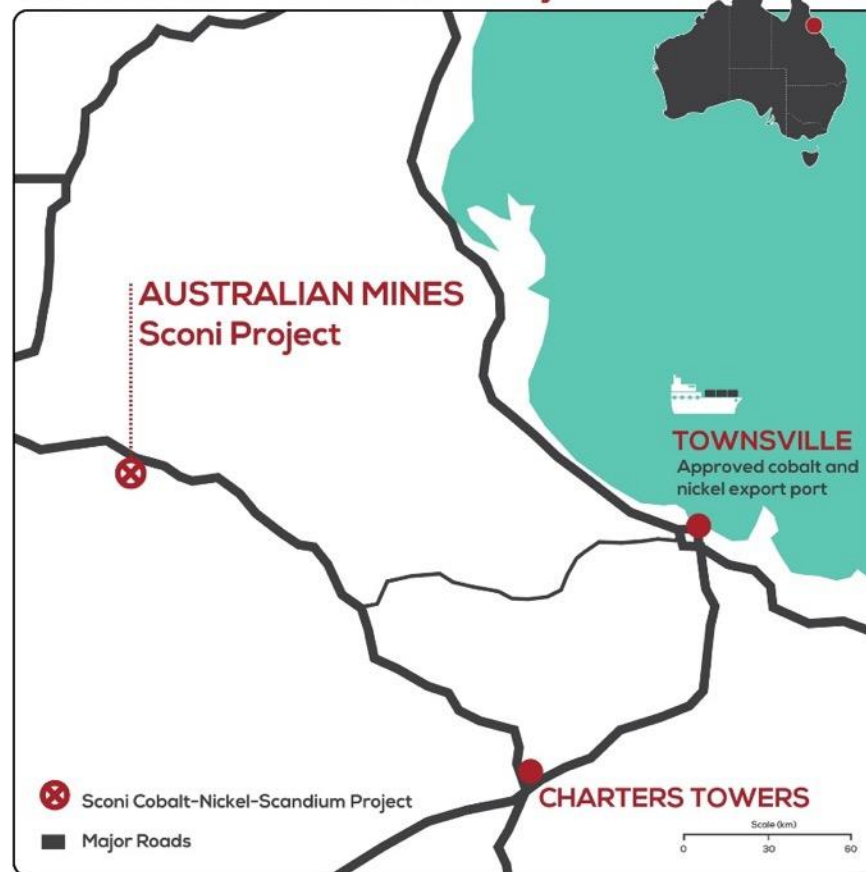 AUSTRALIAN MINES
Sconi Project
TOWNSVILLE
Approved cobalt and
nickel export port
CHARTERS TOWERS
Sconi Cobalt-Nickel-Scandium Project
Major Roads
Scale (km)
0 30 60